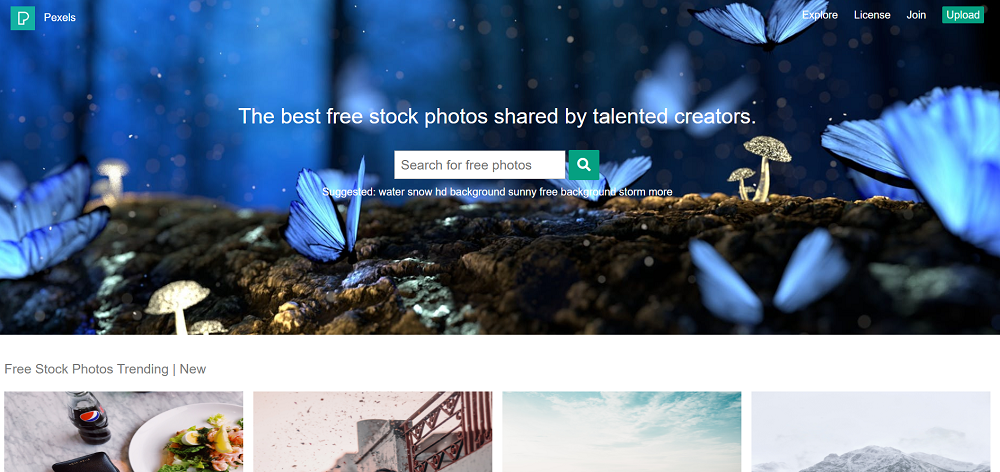 Pexels
Explore License Join Upload
The best free stock photos shared by talented creators.
Search for free photos
Suggested: water snow hd background sunny free background storm more
Free Stock Photos Trending | New